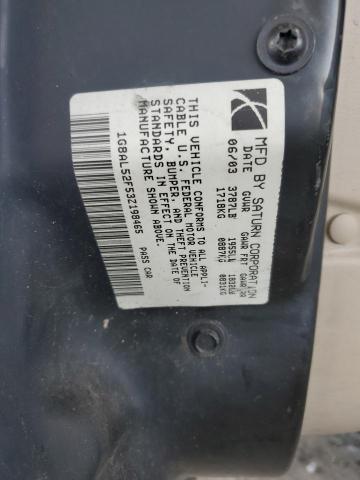 MFD BY SATURN CORPORATION
DATE GVWR GAWR FRT GAWR RR
06/03 3787LB 1955LB 1832LB
1718KG 0887KG 0831KG
THIS VEHICLE CONFORMS TO ALL APPLI-
CABLE U.S. FEDERAL MOTOR VEHICLE
SAFETY, BUMPER, AND THEFT PREVENTION
STANDARDS IN EFFECT ON THE DATE OF
MANUFACTURE SHOWN ABOVE.
1G8AL52F53Z198465 PASS CAR